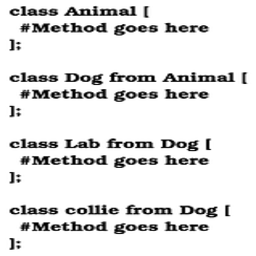 class Animal [
#Method goes here
];
class Dog from Animal [
#Method goes here
];
class Lab from Dog [
#Method goes here
];
class collie from Dog [
#Method goes here
];